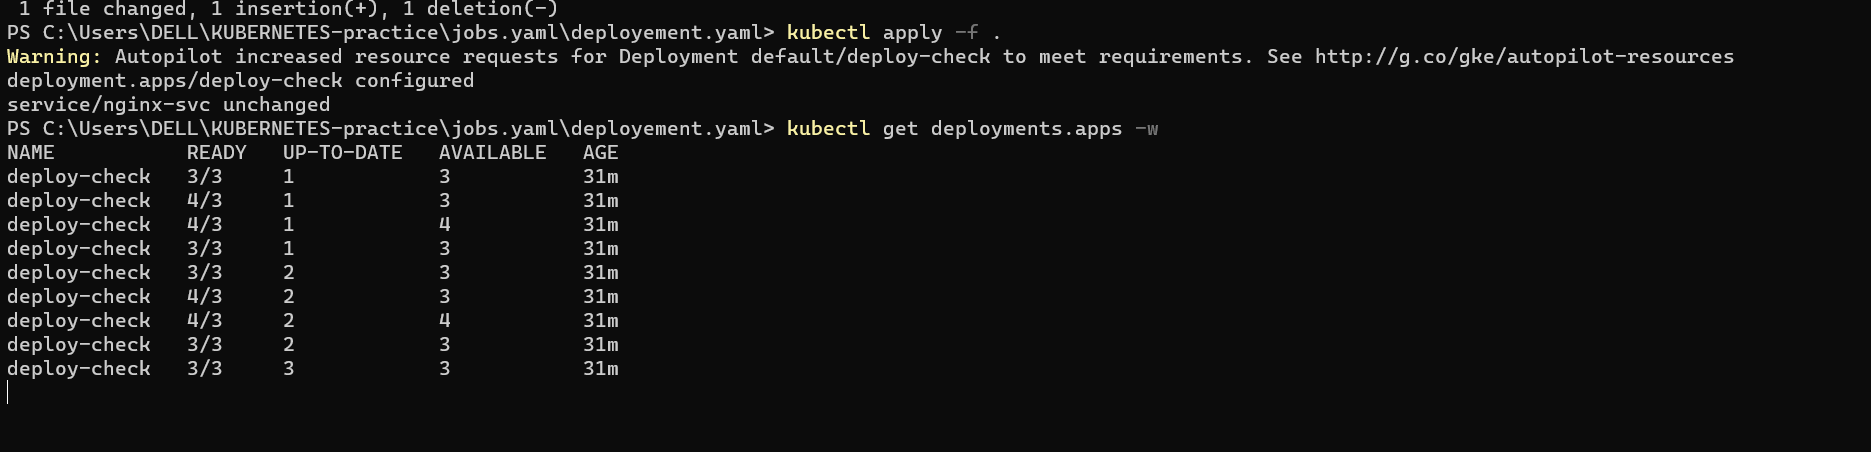 1 file changed, 1 insertion(+), 1 deletion(-)
PS C:\Users\DELL\KUBERNETES-practice\jobs.yaml\deployement.yaml> kubectl apply -f .
Warning: Autopilot increased resource requests for Deployment default/deploy-check to meet requirements. See http://g.co/gke/autopilot-resources
deployment.apps/deploy-check configured
service/nginx-svc unchanged
PS C:\Users\DELL\KUBERNETES-practice\jobs.yaml\deployement.yaml> kubectl get deployments.apps -w
NAME           READY   UP-TO-DATE   AVAILABLE   AGE
deploy-check   3/3     1            3           31m
deploy-check   4/3     1            3           31m
deploy-check   4/3     1            4           31m
deploy-check   3/3     1            3           31m
deploy-check   3/3     2            3           31m
deploy-check   4/3     2            3           31m
deploy-check   4/3     2            4           31m
deploy-check   3/3     2            3           31m
deploy-check   3/3     3            3           31m